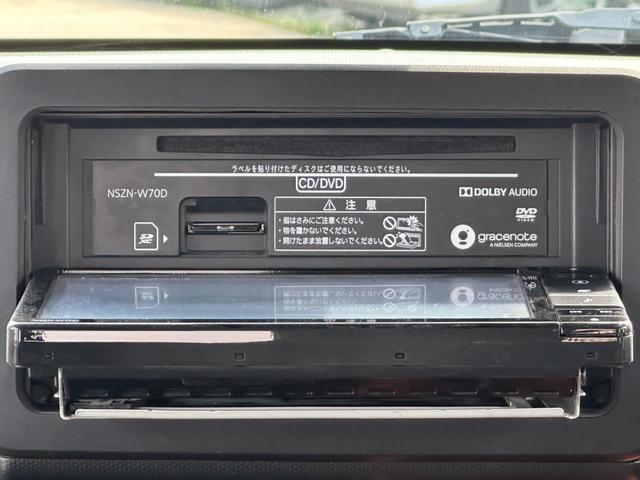 ラベルを貼り付けたディスクはご使用にならないでください。
CD/DVD
NSZN-W70D
DOLBY AUDIO
注意
・指はさみにご注意ください。
・物を置かないでください。
・開けたまま放置しないでください。
DVD
VIDEO
SD
XC
gracenote
A NIELSEN COMPANY